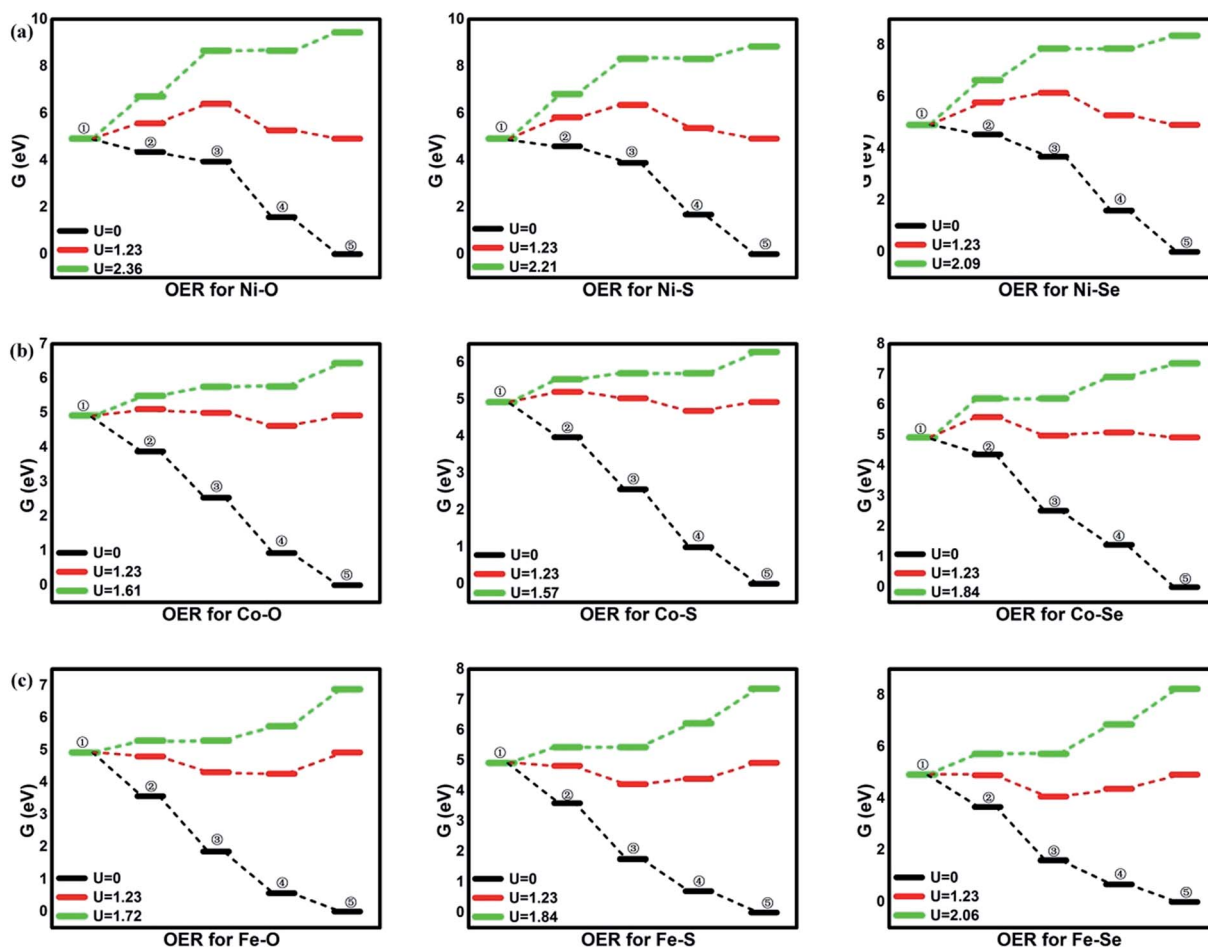 (a)
10
8
6
4
2
0
G (eV)
① ② ③ ④ ⑤
U=0
U=1.23
U=2.36
OER for Ni-O
10
8
6
4
2
0
G (eV)
① ② ③ ④ ⑤
U=0
U=1.23
U=2.21
OER for Ni-S
8
6
4
2
0
G (eV)
① ② ③ ④ ⑤
U=0
U=1.23
U=2.09
OER for Ni-Se
(b)
7
6
5
4
3
2
1
0
G (eV)
① ② ③ ④ ⑤
U=0
U=1.23
U=1.61
OER for Co-O
6
5
4
3
2
1
0
G (eV)
① ② ③ ④ ⑤
U=0
U=1.23
U=1.57
OER for Co-S
8
7
6
5
4
3
2
1
0
G (eV)
① ② ③ ④ ⑤
U=0
U=1.23
U=1.84
OER for Co-Se
(c)
7
6
5
4
3
2
1
0
G (eV)
① ② ③ ④ ⑤
U=0
U=1.23
U=1.72
OER for Fe-O
8
7
6
5
4
3
2
1
0
G (eV)
① ② ③ ④ ⑤
U=0
U=1.23
U=1.84
OER for Fe-S
8
6
4
2
0
G (eV)
① ② ③ ④ ⑤
U=0
U=1.23
U=2.06
OER for Fe-Se